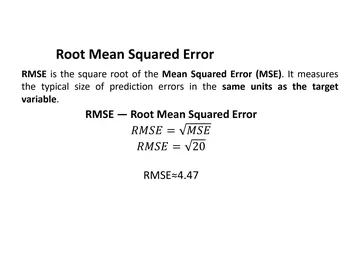 Root Mean Squared Error
RMSE is the square root of the Mean Squared Error (MSE). It measures
the typical size of prediction errors in the same units as the target
variable.
RMSE — Root Mean Squared Error
RMSE = √MSE
RMSE = √20
RMSE≈4.47